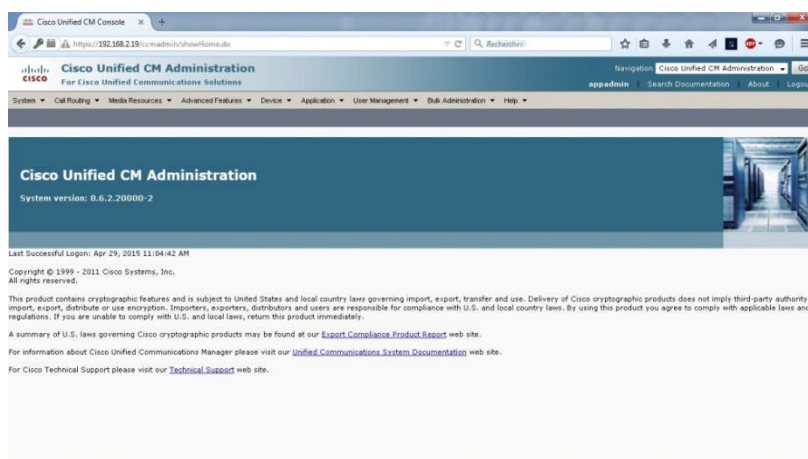 Cisco Unified CM Console
https://192.168.2.19/ccmadmin/showHome.do
Rechercher
cisco
Cisco Unified CM Administration
For Cisco Unified Communications Solutions
Navigation Cisco Unified CM Administration Go
appadmin Search Documentation About Logou
System Call Routing Media Resources Advanced Features Device Application User Management Bulk Administration Help
Cisco Unified CM Administration
System version: 8.6.2.20000-2
Last Successful Logon: Apr 29, 2015 11:04:42 AM
Copyright © 1999 - 2011 Cisco Systems, Inc.
All rights reserved.
This product contains cryptographic features and is subject to United States and local country laws governing import, export, transfer and use. Delivery of Cisco cryptographic products does not imply third-party authority
import, export, distribute or use encryption. Importers, exporters, distributors and users are responsible for compliance with U.S. and local country laws. By using this product you agree to comply with applicable laws and
regulations. If you are unable to comply with U.S. and local laws, return this product immediately.
A summary of U.S. laws governing Cisco cryptographic products may be found at our Export Compliance Product Report web site.
For information about Cisco Unified Communications Manager please visit our Unified Communications System Documentation web site.
For Cisco Technical Support please visit our Technical Support web site.